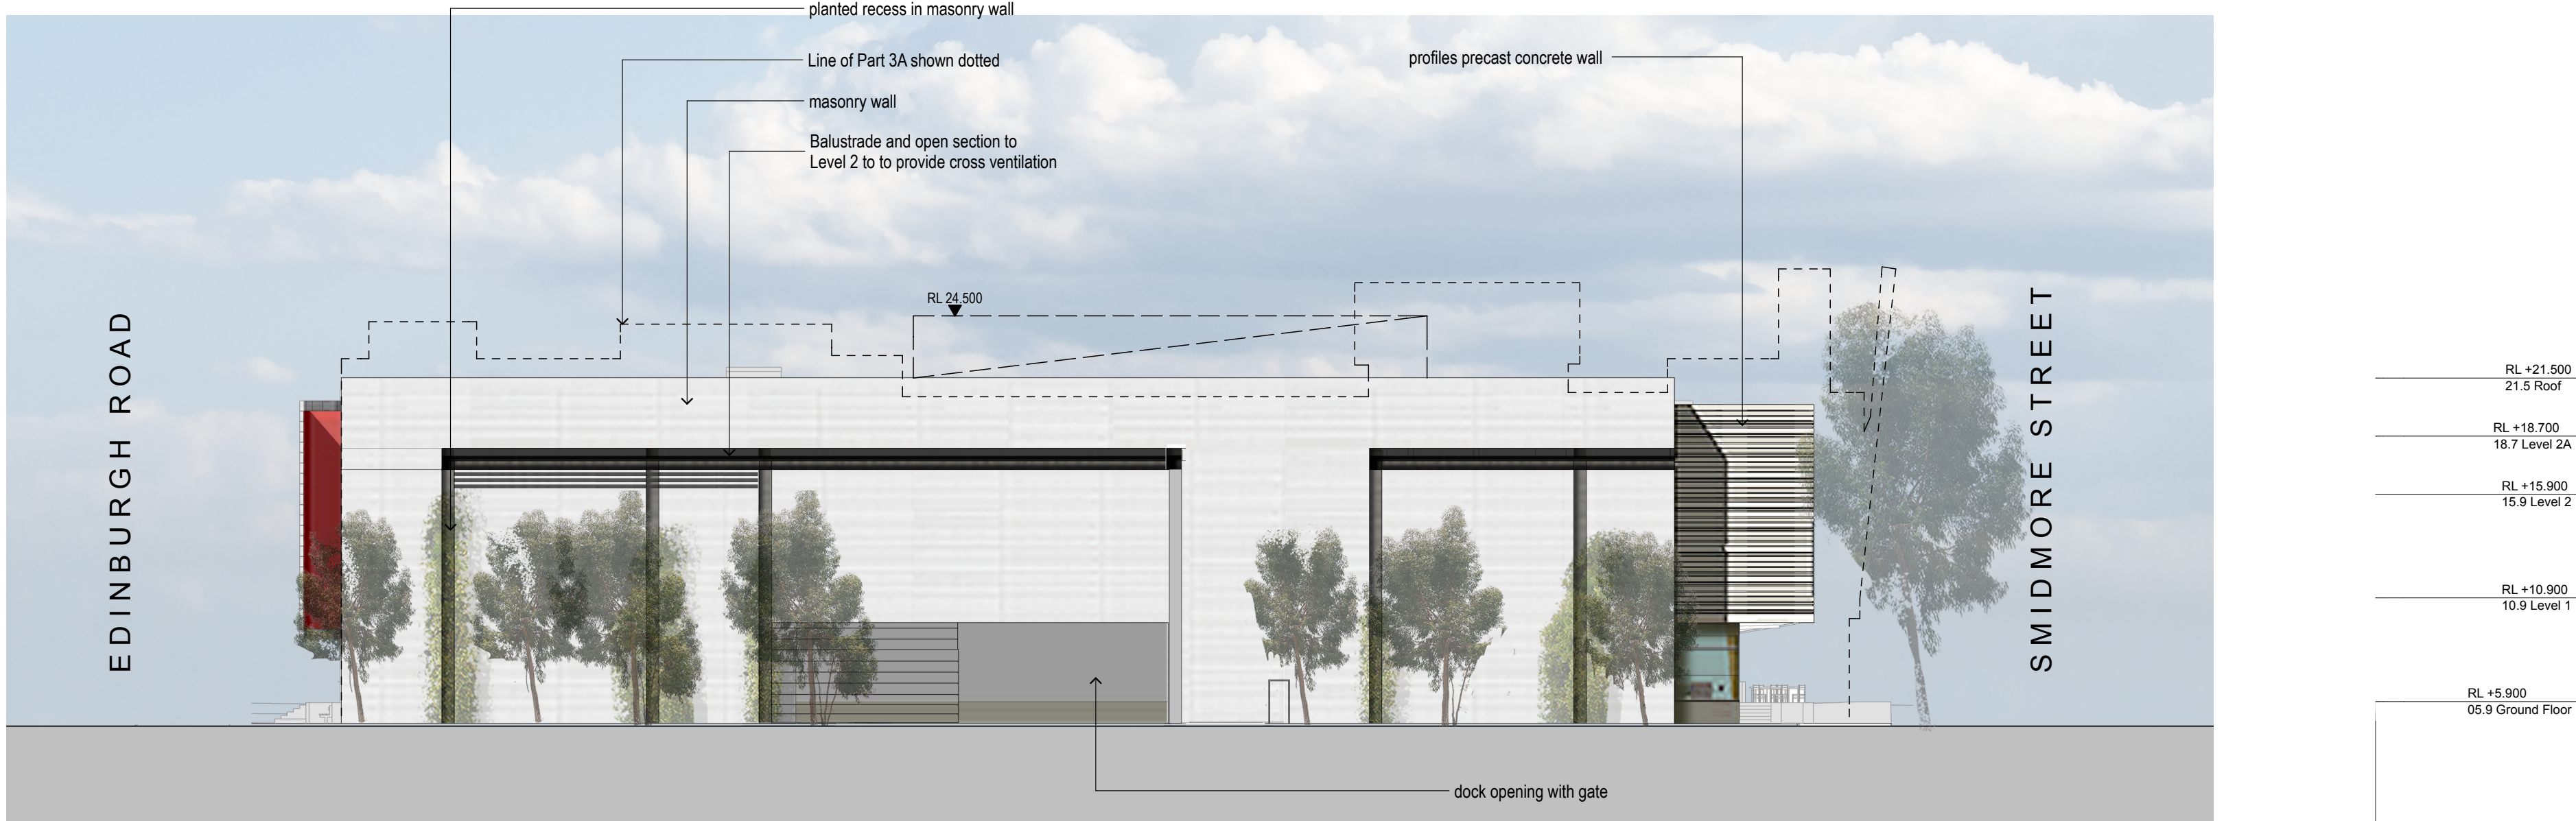 planted recess in masonry wall
Line of Part 3A shown dotted
profiles precast concrete wall
masonry wall
Balustrade and open section to
Level 2 to to provide cross ventilation
RL 24.500
EDINBURGH ROAD
SMIDMORE STREET
RL +21.500
21.5 Roof
RL +18.700
18.7 Level 2A
RL +15.900
15.9 Level 2
RL +10.900
10.9 Level 1
RL +5.900
05.9 Ground Floor
dock opening with gate